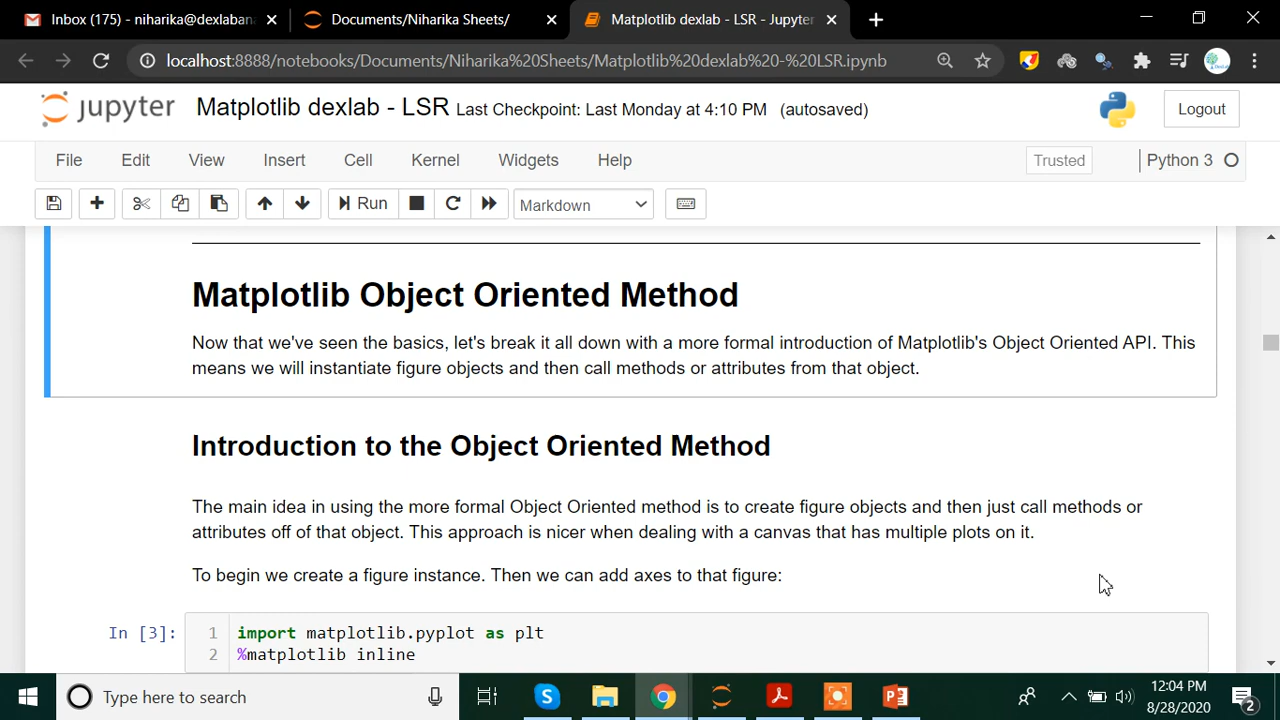 Inbox (175) - niharika@dexlabana
Documents/Niharika Sheets/
Matplotlib dexlab - LSR - Jupyter
localhost:8888/notebooks/Documents/Niharika%20Sheets/Matplotlib%20dexlab%20-%20LSR.ipynb
jupyter Matplotlib dexlab - LSR Last Checkpoint: Last Monday at 4:10 PM (autosaved)
Logout
File Edit View Insert Cell Kernel Widgets Help
Trusted
Python 3
Run
Markdown
Matplotlib Object Oriented Method
Now that we've seen the basics, let's break it all down with a more formal introduction of Matplotlib's Object Oriented API. This
means we will instantiate figure objects and then call methods or attributes from that object.
Introduction to the Object Oriented Method
The main idea in using the more formal Object Oriented method is to create figure objects and then just call methods or
attributes off of that object. This approach is nicer when dealing with a canvas that has multiple plots on it.
To begin we create a figure instance. Then we can add axes to that figure:
In [3]:
1 import matplotlib.pyplot as plt
2 %matplotlib inline
Type here to search
12:04 PM
8/28/2020
2